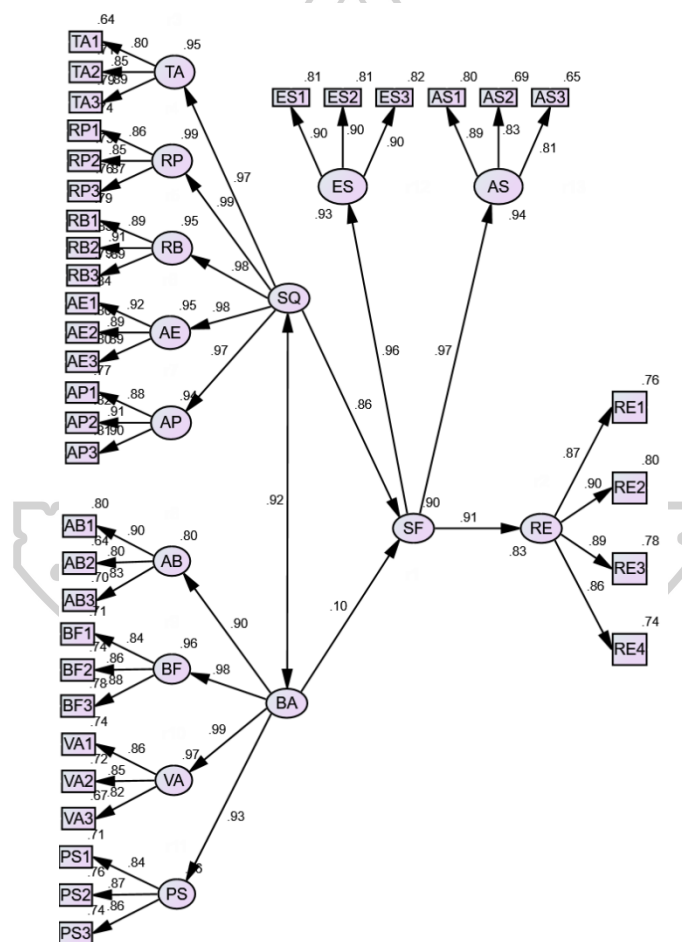 .64
TA1
.80
.95
TA2
.85
TA
TA3
.89
RP1
.86
.99
RP2
.85
RP
.97
RP3
.87
.99
.79
RB1
.89
.95
RB2
.91
RB
RB3
.89
.98
AE1
.92
.95
.98
AE2
.89
AE
AE3
.89
.97
.77
AP1
.88
AP2
.91
AP
AP3
.90
SQ
.81
.81
.82
ES1
ES2
ES3
.90
.90
.90
ES
.93
.80
.69
.65
AS1
AS2
AS3
.89
.83
.81
AS
.94
.96
.97
.86
.92
.10
SF
.90
.91
RE
.83
.76
RE1
.87
.80
RE2
.90
.78
RE3
.89
.74
RE4
.86
.80
AB1
.90
.80
.64
AB2
.80
AB
.70
.83
AB3
.71
BF1
.84
.96
.74
BF2
.86
BF
.78
.88
BF3
.74
VA1
.86
.97
.72
VA2
.85
VA
.67
.82
VA3
.71
PS1
.84
.76
PS2
.87
PS
.74
.86
PS3
.90
.98
BA
.99
.93